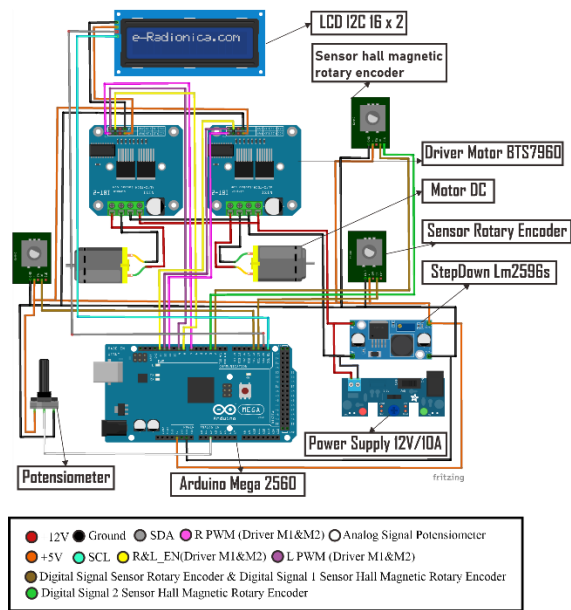 e-Radionica.com
LCD I2C 16 x 2
Sensor hall magnetic
rotary encoder
Driver Motor BTS7960
Motor DC
Sensor Rotary Encoder
StepDown Lm2596s
Power Supply 12V/10A
ARDUINO
MEGA
Potensiometer
Arduino Mega 2560
fritzing
12V
Ground
SDA
R PWM (Driver M1&M2)
Analog Signal Potensiometer
+5V
SCL
R&L_EN(Driver M1&M2)
L PWM (Driver M1&M2)
Digital Signal Sensor Rotary Encoder & Digital Signal 1 Sensor Hall Magnetic Rotary Encoder
Digital Signal 2 Sensor Hall Magnetic Rotary Encoder